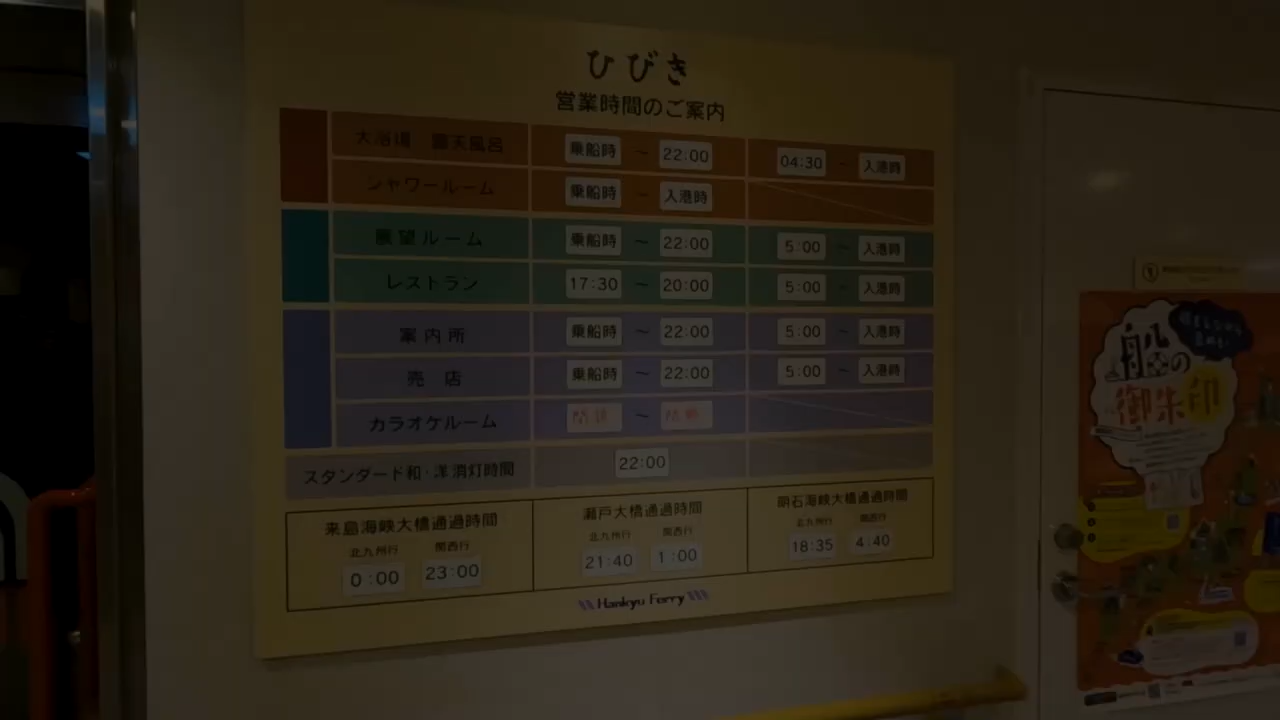 ひびき
営業時間のご案内
大浴場 露天風呂 乗船時 ~ 22:00 04:30 ~ 入港時
シャワールーム 乗船時 ~ 入港時
展望ルーム 乗船時 ~ 22:00 5:00 ~ 入港時
レストラン 17:30 ~ 20:00 5:00 ~ 入港時
案内所 乗船時 ~ 22:00 5:00 ~ 入港時
売店 乗船時 ~ 22:00 5:00 ~ 入港時
カラオケルーム ~
スタンダード和・洋消灯時間 22:00
来島海峡大橋通過時間 瀬戸大橋通過時間 明石海峡大橋通過時間
北九州行 関西行 北九州行 関西行 北九州行 関西行
0:00 23:00 21:40 1:00 18:35 4:40
Hankyu Ferry
船の
御朱印